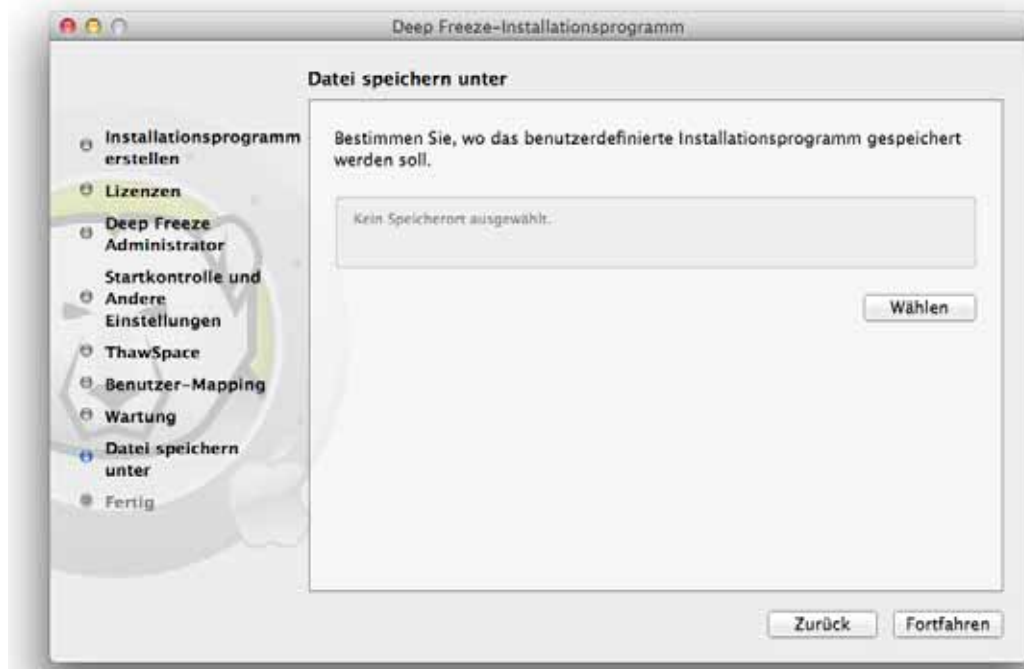 Deep Freeze-Installationsprogramm
Datei speichern unter
Installationsprogramm
erstellen
Lizenzen
Deep Freeze
Administrator
Startkontrolle und
Andere
Einstellungen
ThawSpace
Benutzer-Mapping
Wartung
Datei speichern
unter
Fertig
Bestimmen Sie, wo das benutzerdefinierte Installationsprogramm gespeichert
werden soll.
Kein Speicherort ausgewählt.
Wählen
Zurück
Fortfahren